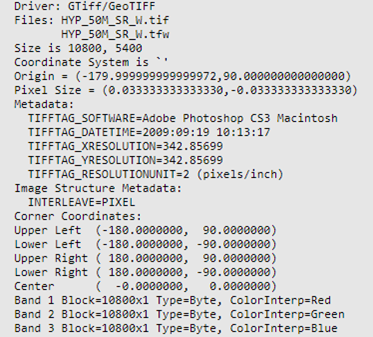 Driver: GTiff/GeoTIFF
Files: HYP_50M_SR_W.tif
       HYP_50M_SR_W.tfw
Size is 10800, 5400
Coordinate System is `'
Origin = (-179.999999999999972,90.000000000000000)
Pixel Size = (0.033333333333330,-0.033333333333330)
Metadata:
  TIFFTAG_SOFTWARE=Adobe Photoshop CS3 Macintosh
  TIFFTAG_DATETIME=2009:09:19 10:13:17
  TIFFTAG_XRESOLUTION=342.85699
  TIFFTAG_YRESOLUTION=342.85699
  TIFFTAG_RESOLUTIONUNIT=2 (pixels/inch)
Image Structure Metadata:
  INTERLEAVE=PIXEL
Corner Coordinates:
Upper Left  (-180.0000000,  90.0000000)
Lower Left  (-180.0000000, -90.0000000)
Upper Right ( 180.0000000,  90.0000000)
Lower Right ( 180.0000000, -90.0000000)
Center      (  -0.0000000,   0.0000000)
Band 1 Block=10800x1 Type=Byte, ColorInterp=Red
Band 2 Block=10800x1 Type=Byte, ColorInterp=Green
Band 3 Block=10800x1 Type=Byte, ColorInterp=Blue